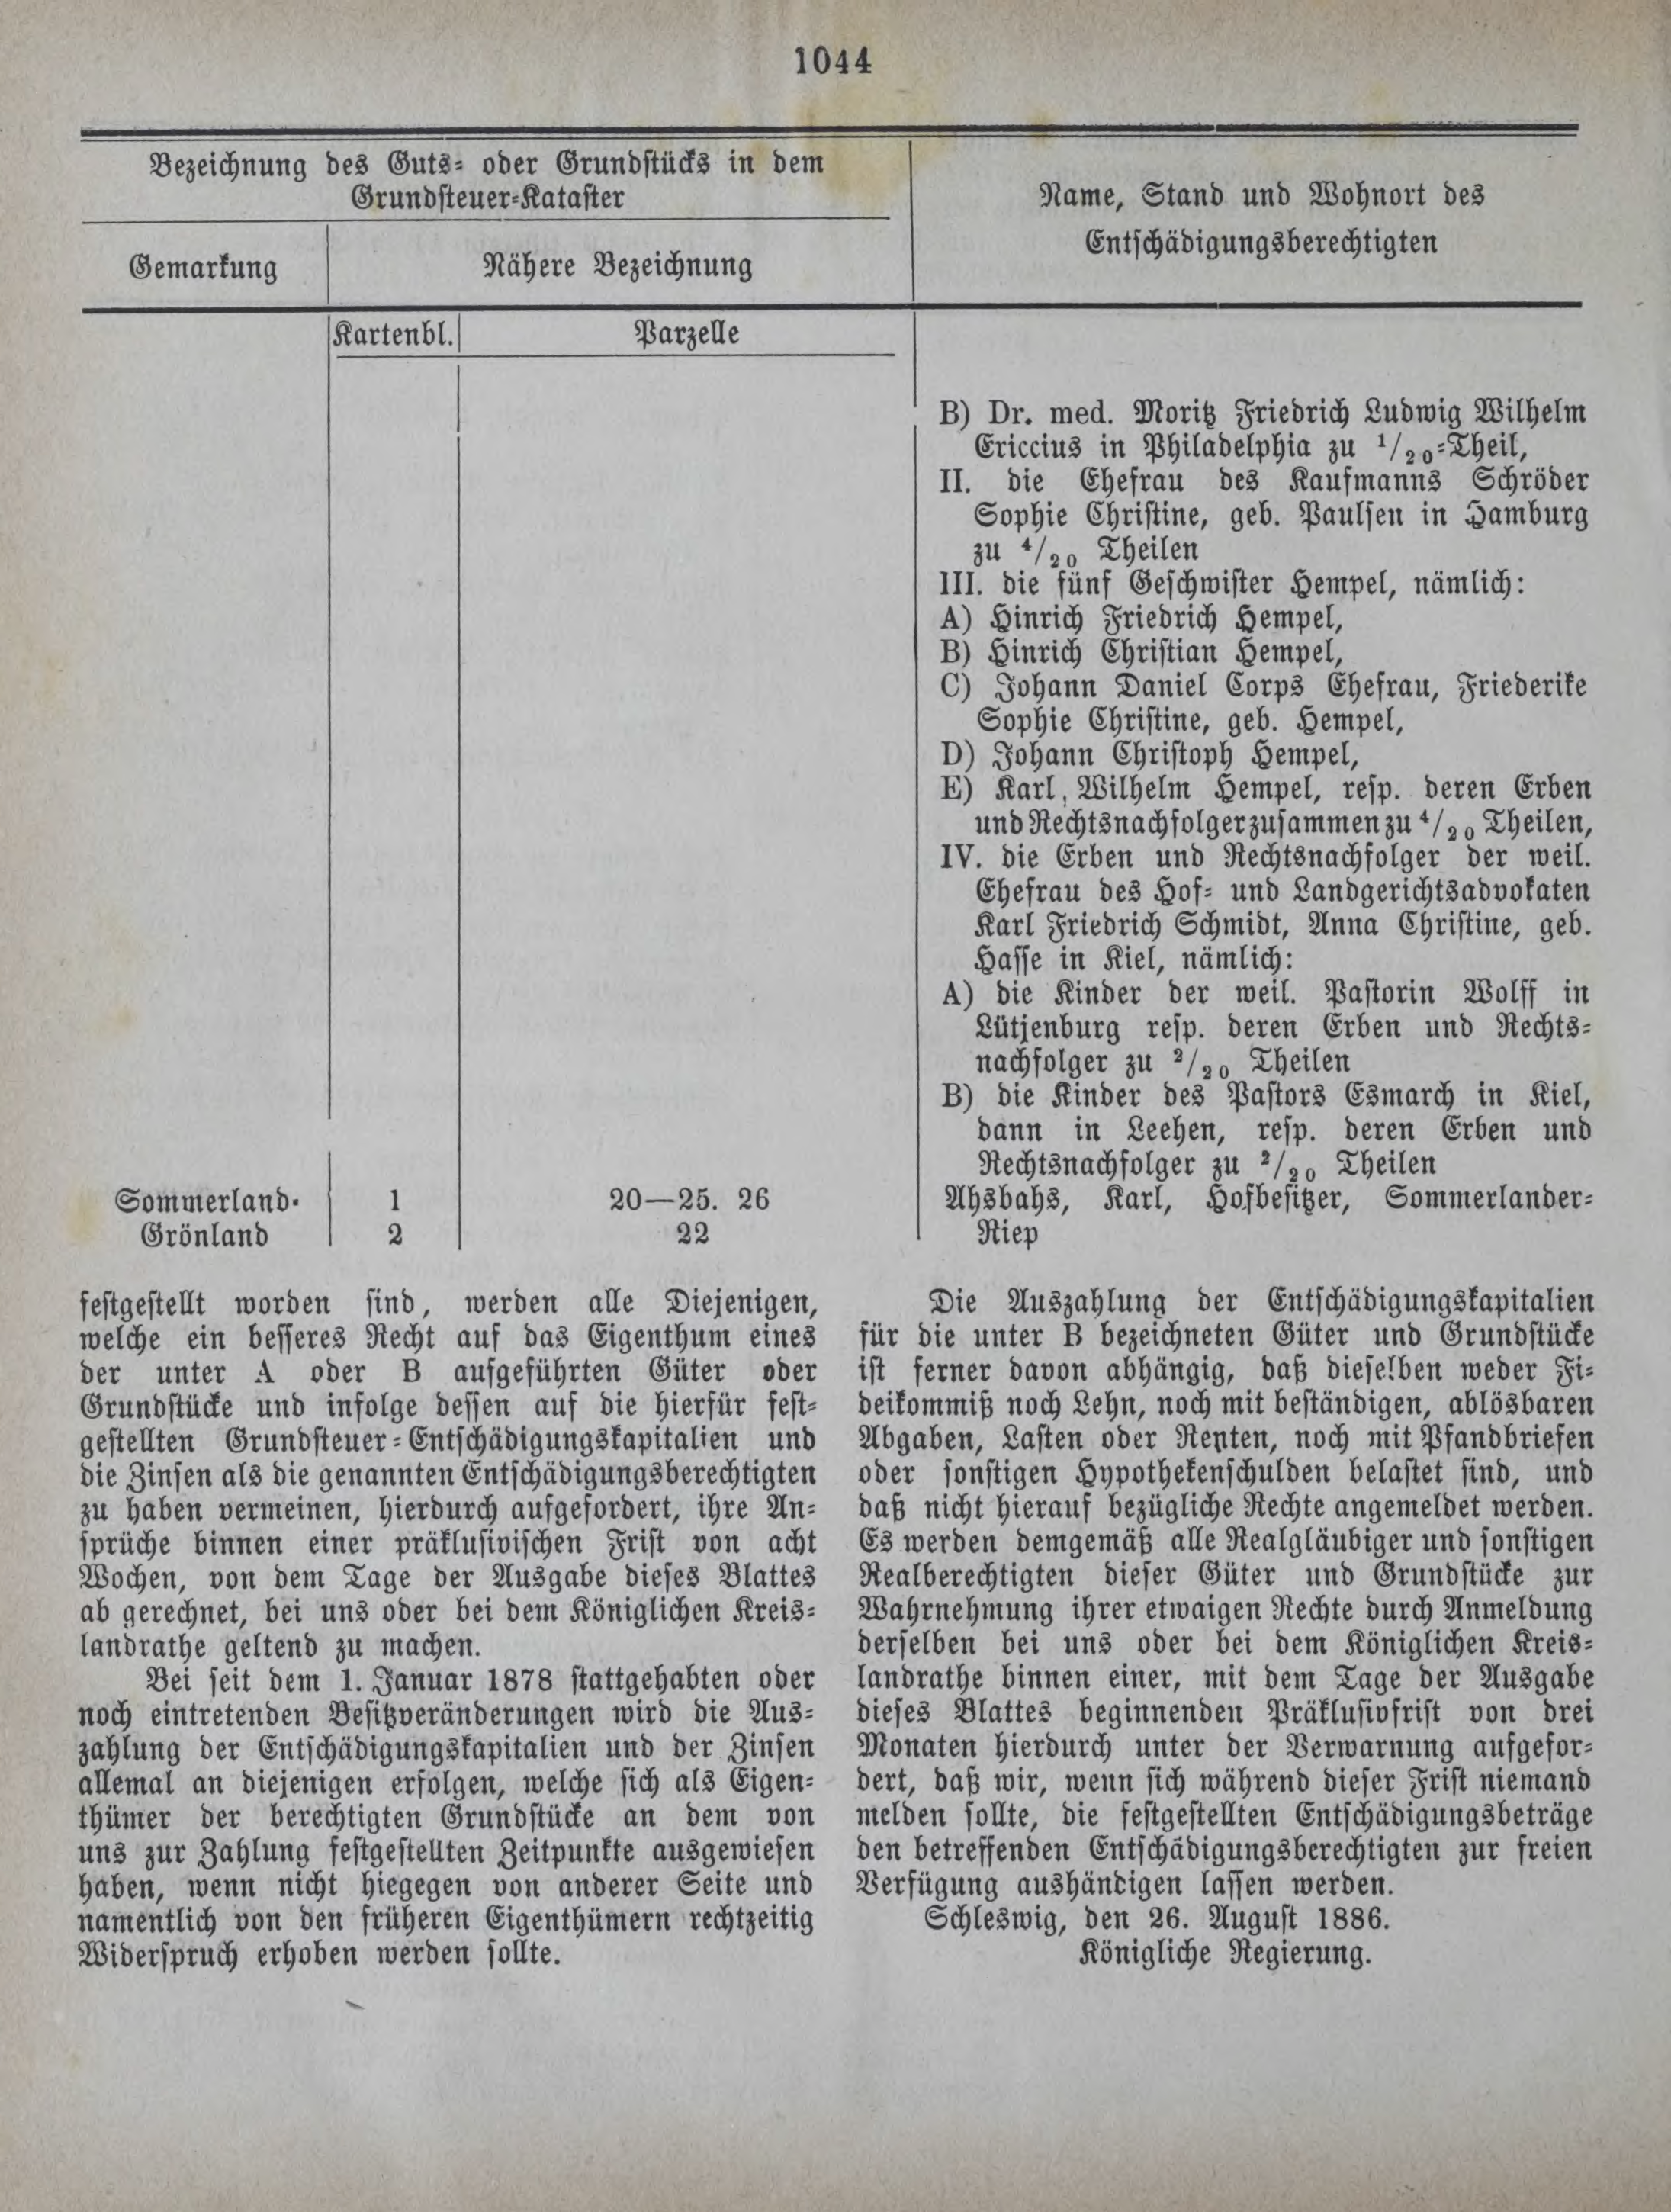 1044
Bezeichnung des Guts- oder Grundstücks in dem
Grundsteuer-Kataster
Name, Stand und Wohnort des
Entschädigungsberechtigten
Gemarkung
Nähere Bezeichnung
Kartenbl.
Parzelle
B) Dr. med. Moritz Friedrich Ludwig Wilhelm
Ericcius in Philadelphia zu 1/20-Theil,
II. die Ehefrau des Kaufmanns Schröder
Sophie Christine, geb. Paulsen in Hamburg
zu 4/20 Theilen
III. die fünf Geschwister Hempel, nämlich:
A) Hinrich Friedrich Hempel,
B) Hinrich Christian Hempel,
C) Johann Daniel Corps Ehefrau, Friederike
Sophie Christine, geb. Hempel,
D) Johann Christoph Hempel,
E) Karl, Wilhelm Hempel, resp. deren Erben
und Rechtsnachfolger zusammen zu 4/20 Theilen,
IV. die Erben und Rechtsnachfolger der weil.
Ehefrau des Hof- und Landgerichtsadvokaten
Karl Friedrich Schmidt, Anna Christine, geb.
Hasse in Kiel, nämlich:
A) die Kinder der weil. Pastorin Wolff in
Lütjenburg resp. deren Erben und Rechts-
nachfolger zu 2/20 Theilen
B) die Kinder des Pastors Esmarch in Kiel,
dann in Leehen, resp. deren Erben und
Rechtsnachfolger zu 2/20 Theilen
Sommerland- 1 20—25. 26 Ahsbahs, Karl, Hofbesitzer, Sommerlander-
Grönland 2 22 Riep
festgestellt worden sind, werden alle Diejenigen,
welche ein besseres Recht auf das Eigenthum eines
der unter A oder B aufgeführten Güter oder
Grundstücke und infolge dessen auf die hierfür fest-
gestellten Grundsteuer-Entschädigungskapitalien und
die Zinsen als die genannten Entschädigungsberechtigten
zu haben vermeinen, hierdurch aufgefordert, ihre An-
sprüche binnen einer präklusivischen Frist von acht
Wochen, von dem Tage der Ausgabe dieses Blattes
ab gerechnet, bei uns oder bei dem Königlichen Kreis-
landrathe geltend zu machen.
Bei seit dem 1. Januar 1878 stattgehabten oder
noch eintretenden Besitzveränderungen wird die Aus-
zahlung der Entschädigungskapitalien und der Zinsen
allemal an diejenigen erfolgen, welche sich als Eigen-
thümer der berechtigten Grundstücke an dem von
uns zur Zahlung festgestellten Zeitpunkte ausgewiesen
haben, wenn nicht hiegegen von anderer Seite und
namentlich von den früheren Eigenthümern rechtzeitig
Widerspruch erhoben werden sollte.
Die Auszahlung der Entschädigungskapitalien
für die unter B bezeichneten Güter und Grundstücke
ist ferner davon abhängig, daß dieselben weder Fi-
deikommiß noch Lehn, noch mit beständigen, ablösbaren
Abgaben, Lasten oder Renten, noch mit Pfandbriefen
oder sonstigen Hypothekenschulden belastet sind, und
daß nicht hierauf bezügliche Rechte angemeldet werden.
Es werden demgemäß alle Realgläubiger und sonstigen
Realberechtigten dieser Güter und Grundstücke zur
Wahrnehmung ihrer etwaigen Rechte durch Anmeldung
derselben bei uns oder bei dem Königlichen Kreis-
landrathe binnen einer, mit dem Tage der Ausgabe
dieses Blattes beginnenden Präklusivfrist von drei
Monaten hierdurch unter der Verwarnung aufgefor-
dert, daß wir, wenn sich während dieser Frist niemand
melden sollte, die festgestellten Entschädigungsbeträge
den betreffenden Entschädigungsberechtigten zur freien
Verfügung aushändigen lassen werden.
Schleswig, den 26. August 1886.
Königliche Regierung.